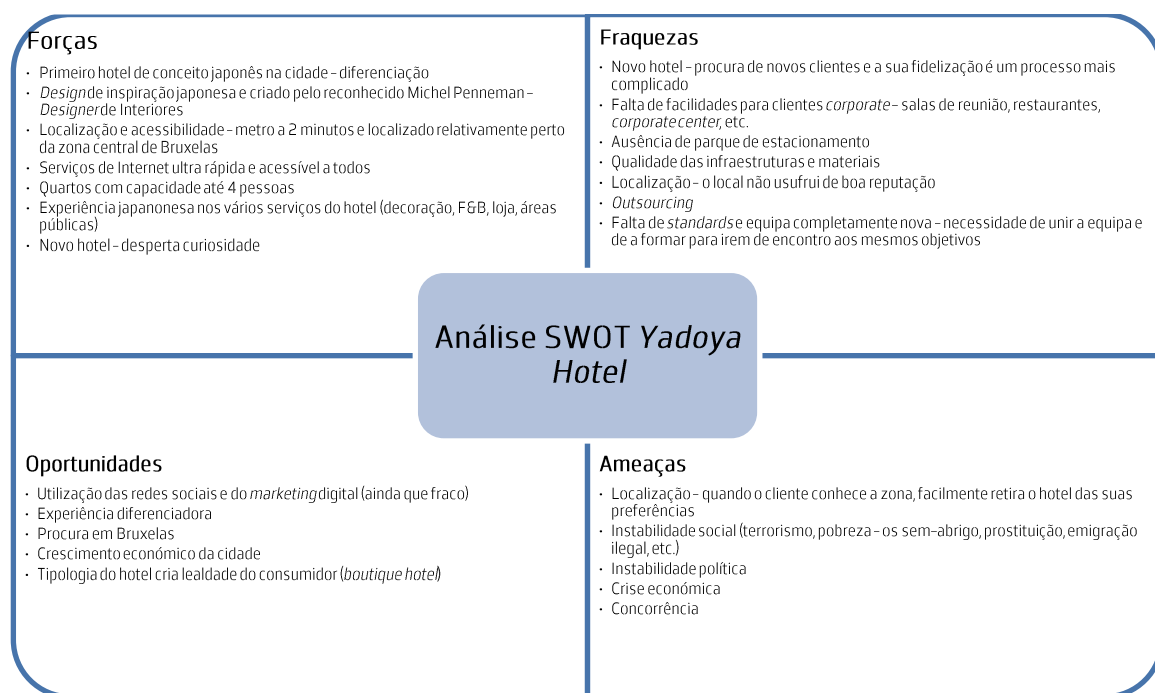 Forças
• Primeiro hotel de conceito japonês na cidade – diferenciação
• Design de inspiração japonesa e criado pelo reconhecido Michel Penneman –
Designer de Interiores
• Localização e acessibilidade – metro a 2 minutos e localizado relativamente perto
da zona central de Bruxelas
• Serviços de Internet ultra rápida e acessível a todos
• Quartos com capacidade até 4 pessoas
• Experiência japanonesa nos vários serviços do hotel (decoração, F&B, loja, áreas
públicas)
• Novo hotel – desperta curiosidade
Fraquezas
• Novo hotel – procura de novos clientes e a sua fidelização é um processo mais
complicado
• Falta de facilidades para clientes corporate – salas de reunião, restaurantes,
corporate center, etc.
• Ausência de parque de estacionamento
• Qualidade das infraestruturas e materiais
• Localização – o local não usufrui de boa reputação
• Outsourcing
• Falta de standards e equipa completamente nova – necessidade de unir a equipa e
de a formar para irem de encontro aos mesmos objetivos
Análise SWOT Yadoya
Hotel
Oportunidades
• Utilização das redes sociais e do marketing digital (ainda que fraco)
• Experiência diferenciadora
• Procura em Bruxelas
• Crescimento económico da cidade
• Tipologia do hotel cria lealdade do consumidor (boutique hotel)
Ameaças
• Localização – quando o cliente conhece a zona, facilmente retira o hotel das suas
preferências
• Instabilidade social (terrorismo, pobreza – os sem-abrigo, prostituição, emigração
ilegal, etc.)
• Instabilidade política
• Crise económica
• Concorrência